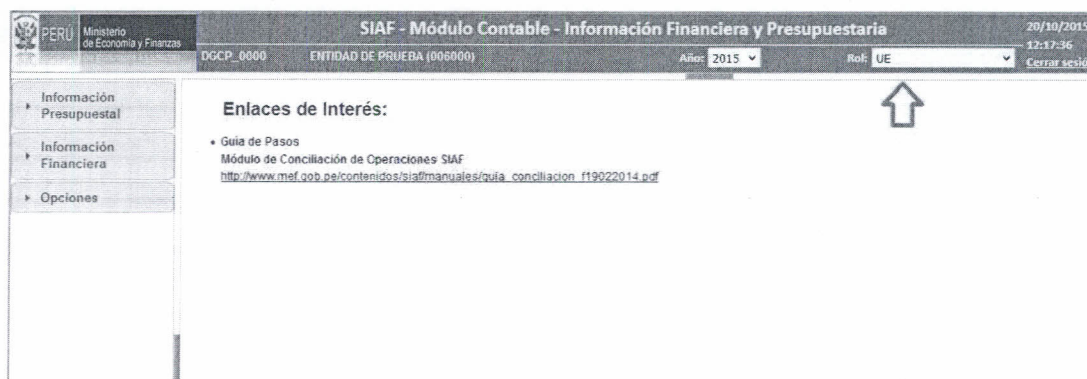 PERÚ
Ministerio
de Economía y Finanzas
SIAF - Módulo Contable - Información Financiera y Presupuestaria
20/10/2015
12:17:36
DGCP_0000 ENTIDAD DE PRUEBA (006000) Año: 2015 Rol: UE
Cerrar sesió
Información
Presupuestal
Información
Financiera
Opciones
Enlaces de Interés:
• Guia de Pasos
Módulo de Conciliación de Operaciones SIAF
http://www.mef.gob.pe/contenidos/siaf/manuales/guia_conciliacion_f19022014.pdf